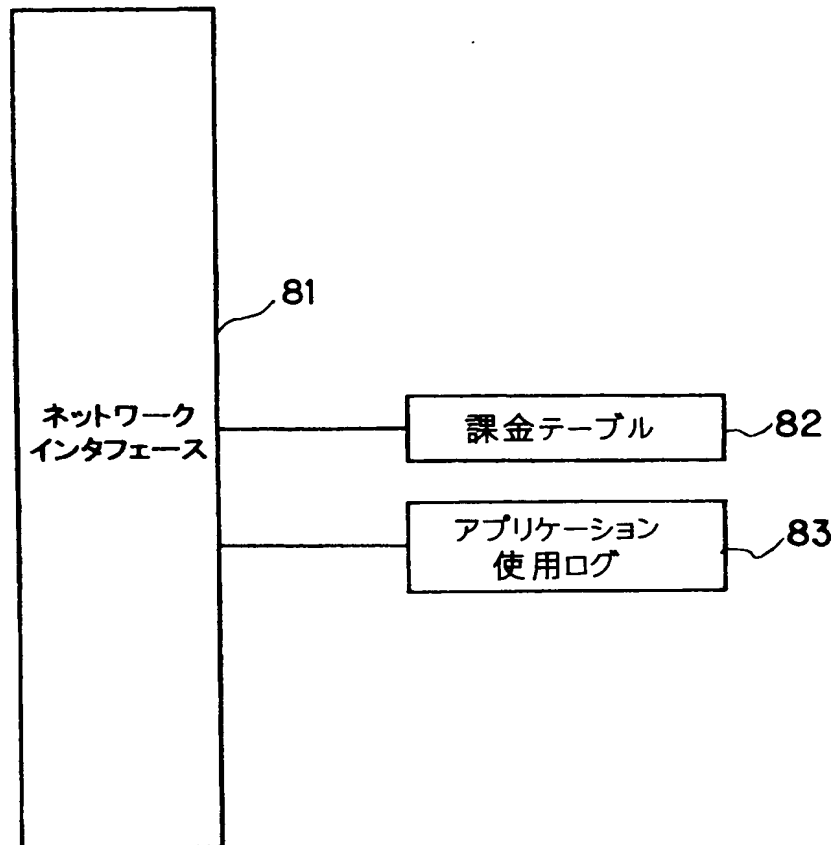 81
ネットワーク
インタフェース
課金テーブル
82
アプリケーション
使用ログ
83